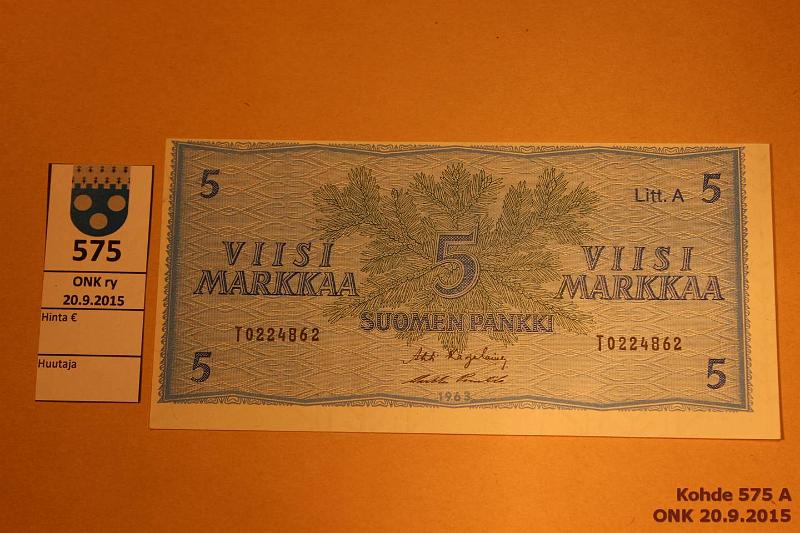 575
ONK ry
20.9.2015
Hinta €
Huutaja
5
Litt. A 5
5
VIISI
MARKKAA
VIISI
MARKKAA
SUOMEN PANKKI
T0224862
T0224862
5
5
1963
Kohde 575 A
ONK 20.9.2015